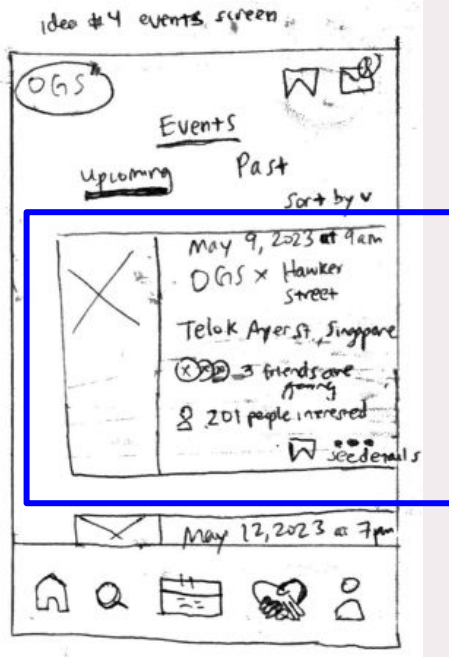 idea #4 events screen
OGS
Events
Upcoming Past
Sort by
May 9, 2023 at 9am
OGS x Hawker
Street
Telok Ayer St, Singapore
3 friends are
going
201 people interested
see details
May 12, 2023 at 7pm